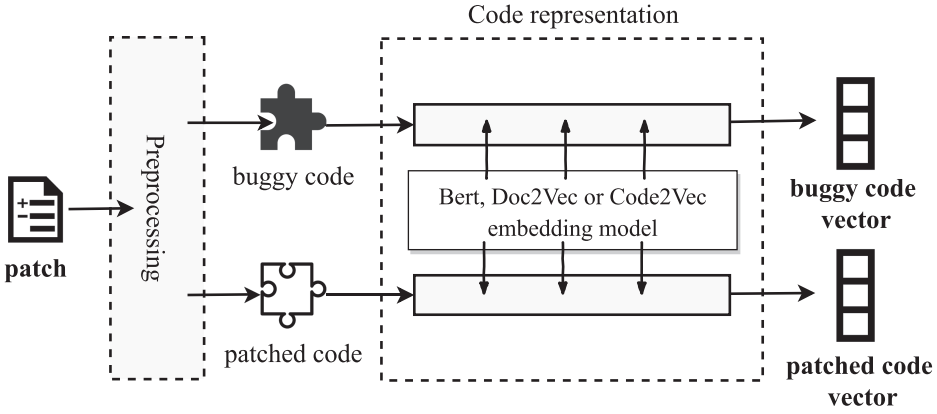 Code representation
Preprocessing
buggy code
Bert, Doc2Vec or Code2Vec
embedding model
buggy code
vector
patch
patched code
patched code
vector